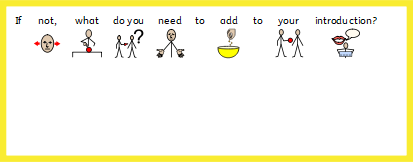 If not, what do you need to add to your introduction?